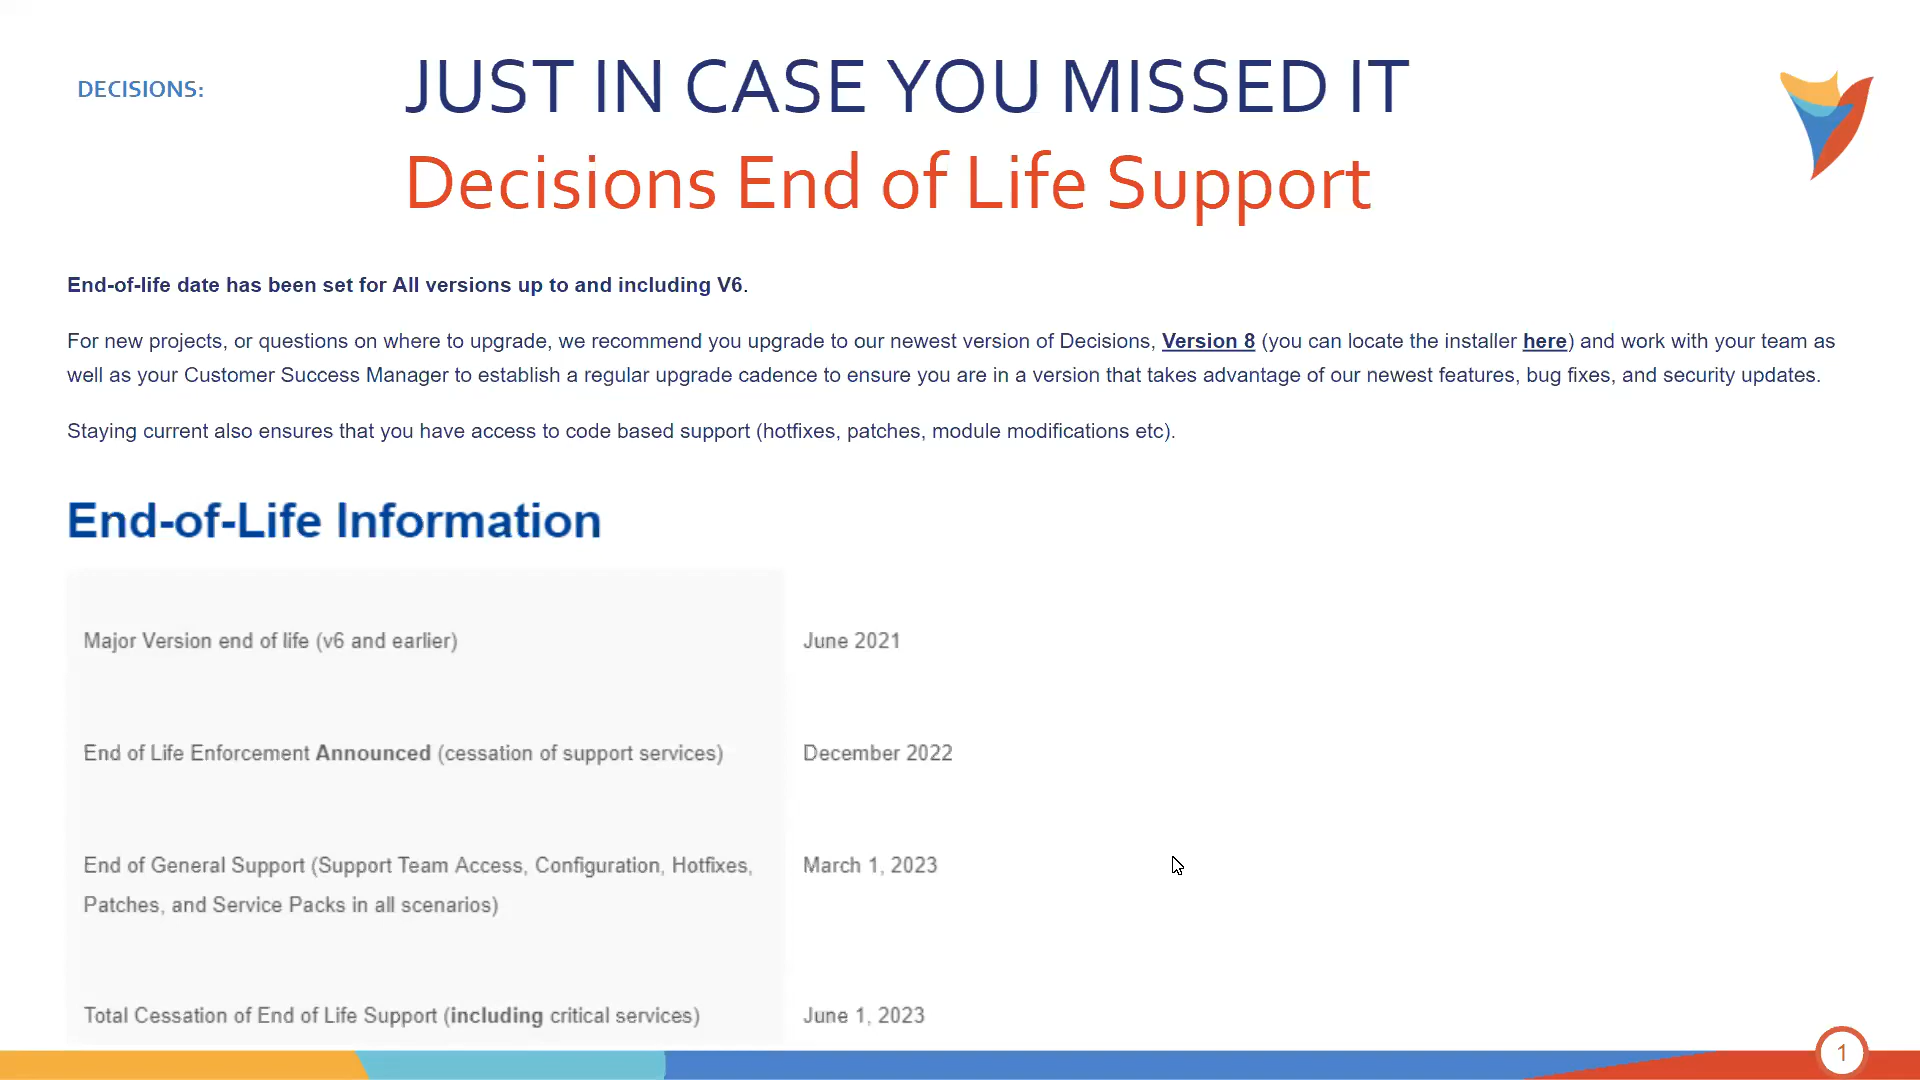 DECISIONS:
JUST IN CASE YOU MISSED IT
Decisions End of Life Support
End-of-life date has been set for All versions up to and including V6.
For new projects, or questions on where to upgrade, we recommend you upgrade to our newest version of Decisions, Version 8 (you can locate the installer here) and work with your team as
well as your Customer Success Manager to establish a regular upgrade cadence to ensure you are in a version that takes advantage of our newest features, bug fixes, and security updates.
Staying current also ensures that you have access to code based support (hotfixes, patches, module modifications etc).
End-of-Life Information
Major Version end of life (v6 and earlier) June 2021
End of Life Enforcement Announced (cessation of support services) December 2022
End of General Support (Support Team Access, Configuration, Hotfixes, March 1, 2023
Patches, and Service Packs in all scenarios)
Total Cessation of End of Life Support (including critical services) June 1, 2023
1